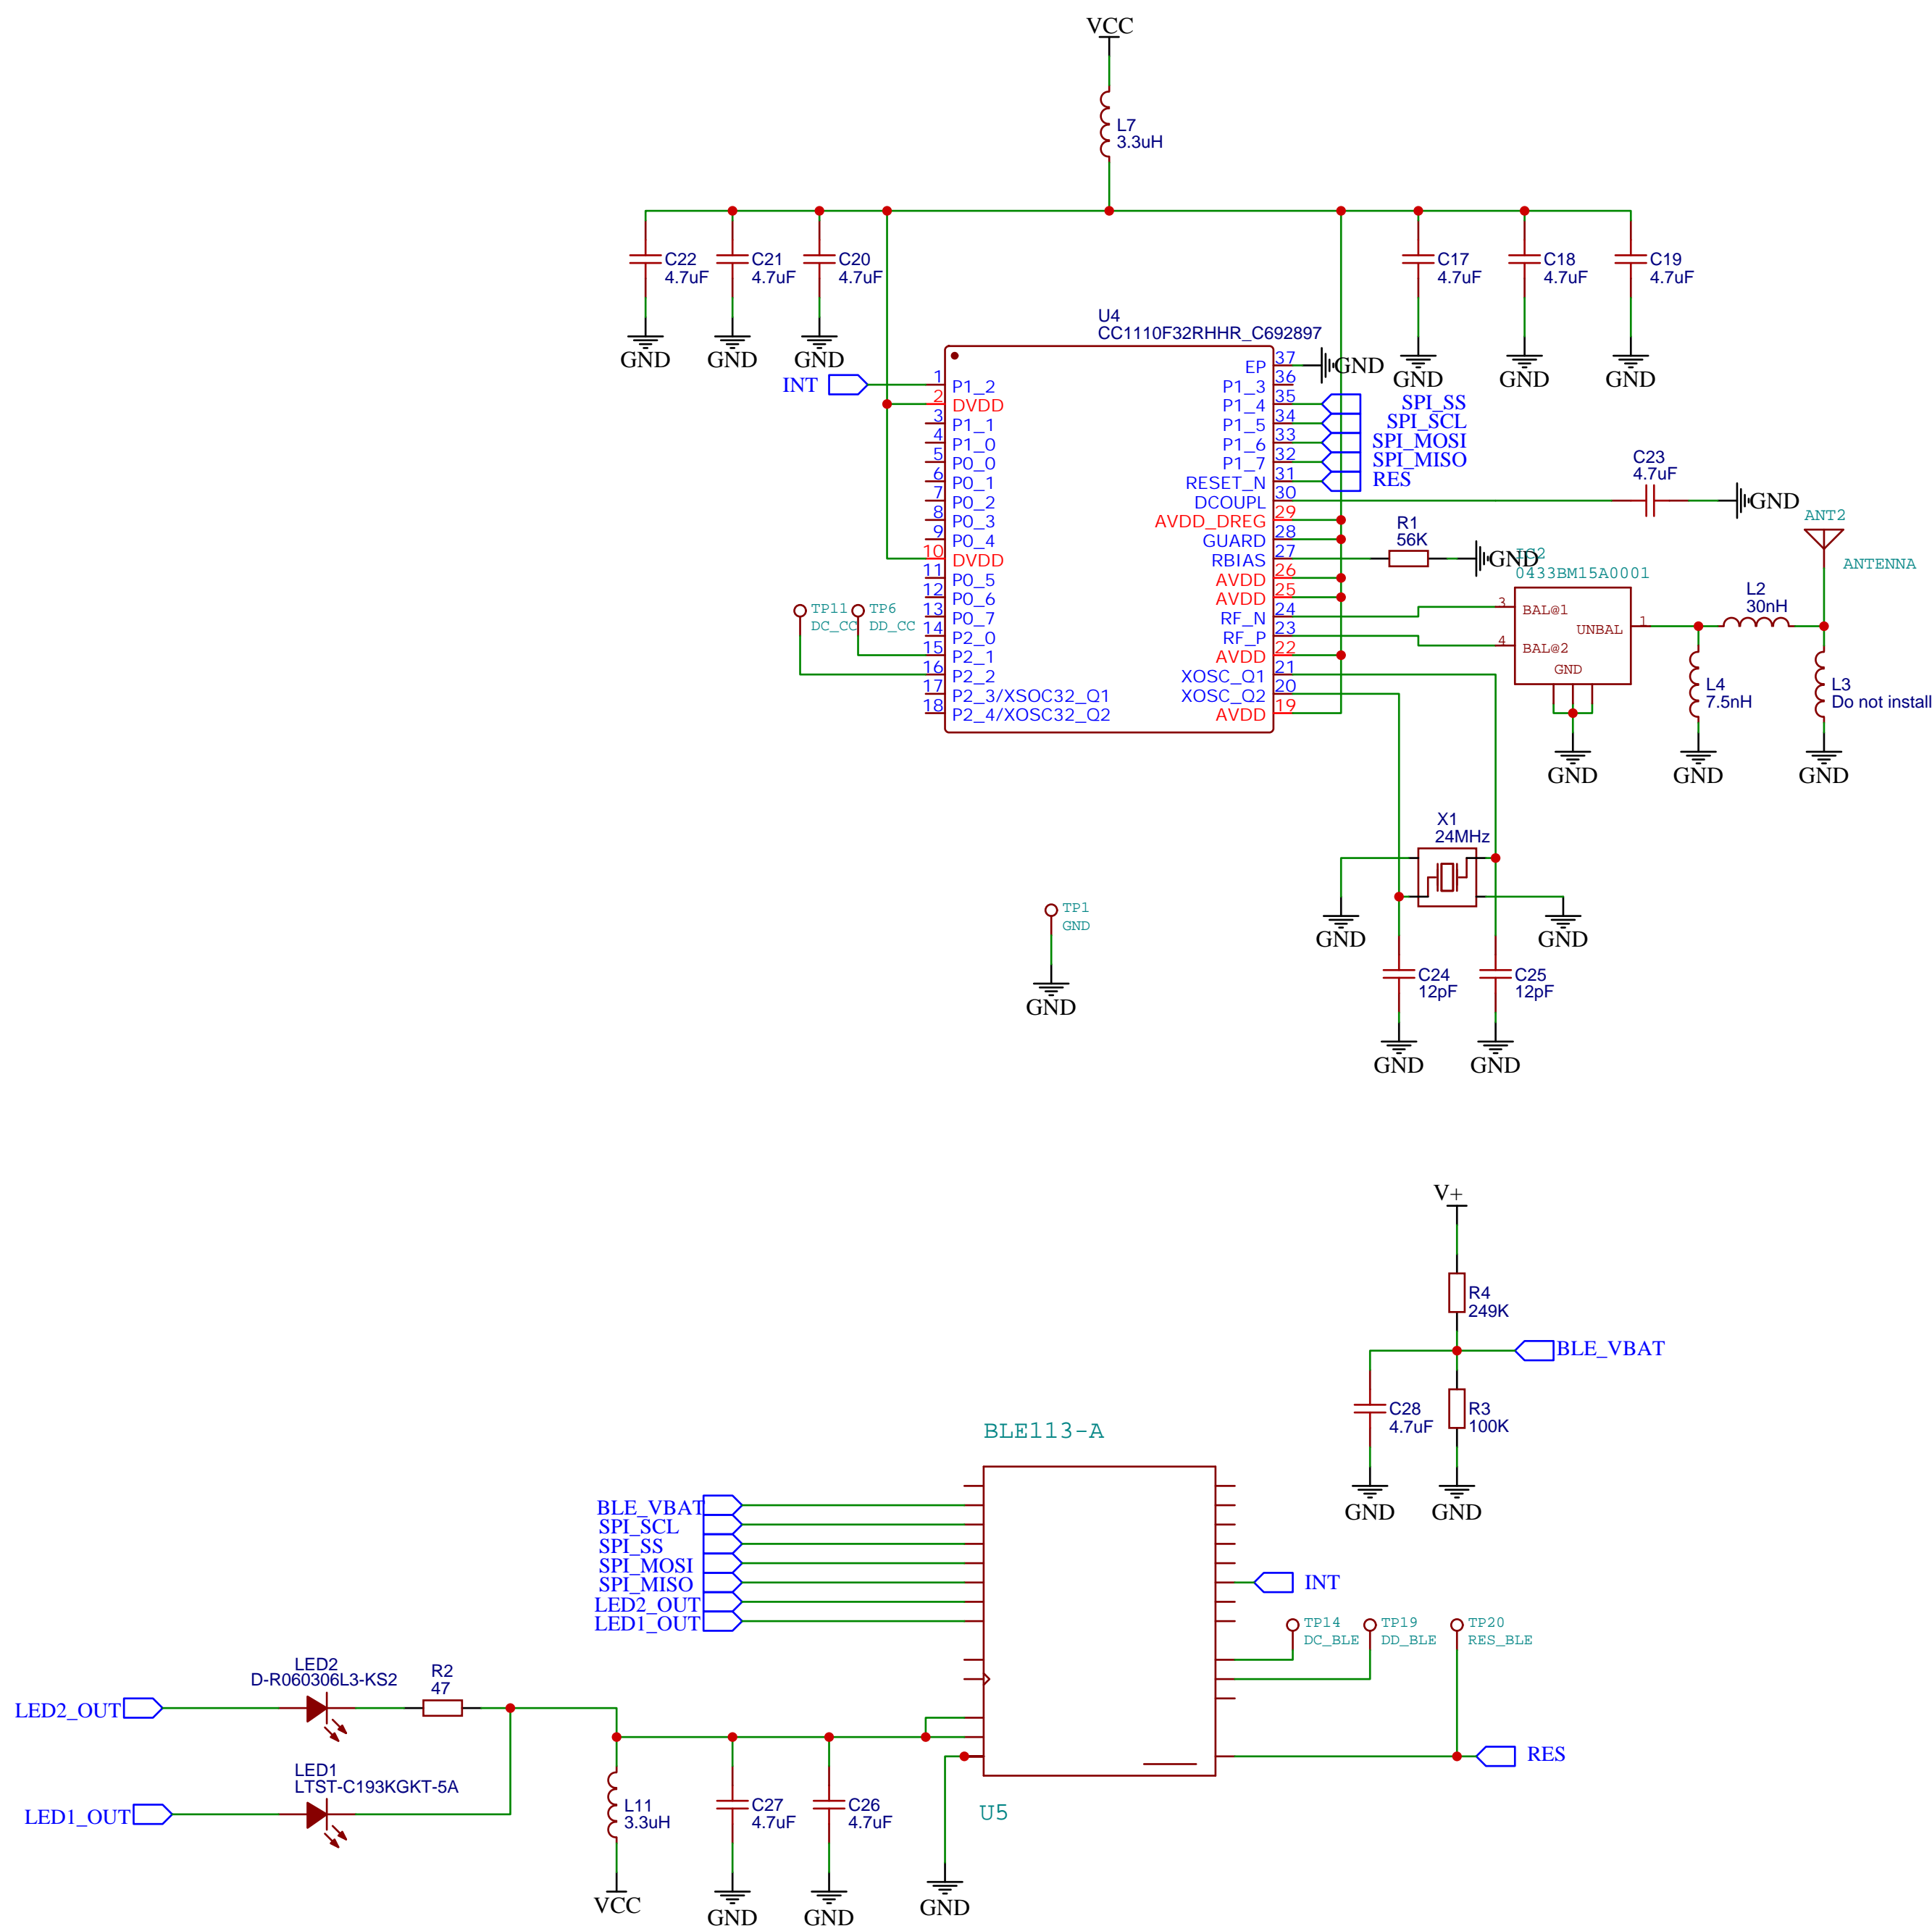 VCC
L7
3.3uH
C22
4.7uF
C21
4.7uF
C20
4.7uF
C17
4.7uF
C18
4.7uF
C19
4.7uF
GND
GND
GND
GND
GND
GND
U4
CC1110F32RHHR_C692897
INT
1 P1_2
2 DVDD
3 P1_1
4 P1_0
5 P0_0
6 P0_1
7 P0_2
8 P0_3
9 P0_4
10 DVDD
11 P0_5
12 P0_6
13 P0_7
14 P2_0
15 P2_1
16 P2_2
17 P2_3/XSOC32_Q1
18 P2_4/XOSC32_Q2
EP 37 GND
P1_3 36
P1_4 35 SPI_SS
P1_5 34 SPI_SCL
P1_6 33 SPI_MOSI
P1_7 32 SPI_MISO
RESET_N 31 RES
DCOUPL 30
AVDD_DREG 29
GUARD 28
RBIAS 27
AVDD 26
AVDD 25
RF_N 24
RF_P 23
AVDD 22
XOSC_Q1 21
XOSC_Q2 20
AVDD 19
TP11
DC_CC
TP6
DD_CC
C23
4.7uF
GND
R1
56K
GND
IC2
0433BM15A0001
3 BAL@1
4 BAL@2
UNBAL 1
GND
GND
ANT2
ANTENNA
L2
30nH
L4
7.5nH
GND
L3
Do not install
GND
X1
24MHz
GND
GND
C24
12pF
C25
12pF
GND
GND
TP1
GND
GND
V+
R4
249K
BLE_VBAT
C28
4.7uF
R3
100K
GND
GND
BLE113-A
BLE_VBAT
SPI_SCL
SPI_SS
SPI_MOSI
SPI_MISO
LED2_OUT
LED1_OUT
INT
TP14
DC_BLE
TP19
DD_BLE
TP20
RES_BLE
RES
U5
LED2
D-R060306L3-KS2
R2
47
LED2_OUT
LED1
LTST-C193KGKT-5A
LED1_OUT
L11
3.3uH
C27
4.7uF
C26
4.7uF
VCC
GND
GND
GND